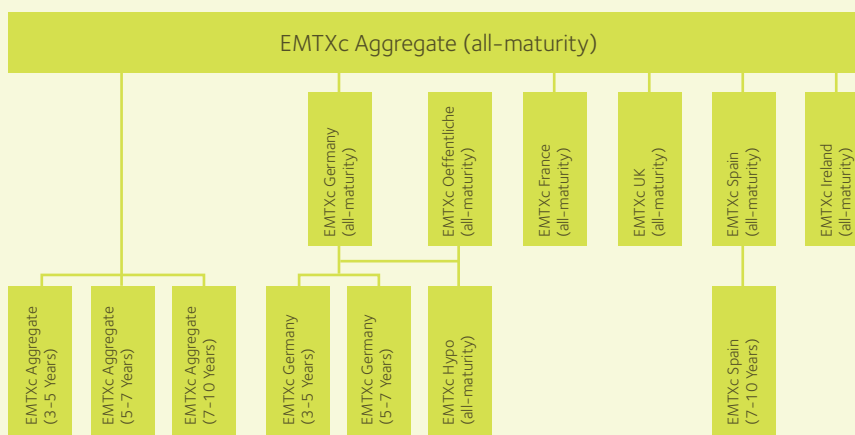 EMTXc Aggregate (all-maturity)
EMTXc Germany
(all-maturity)
EMTXc Oeffentliche
(all-maturity)
EMTXc France
(all-maturity)
EMTXc UK
(all-maturity)
EMTXc Spain
(all-maturity)
EMTXc Ireland
(all-maturity)
EMTXc Aggregate
(3-5 Years)
EMTXc Aggregate
(5-7 Years)
EMTXc Aggregate
(7-10 Years)
EMTXc Germany
(3-5 Years)
EMTXc Germany
(5-7 Years)
EMTXc Hypo
(all-maturity)
EMTXc Spain
(7-10 Years)